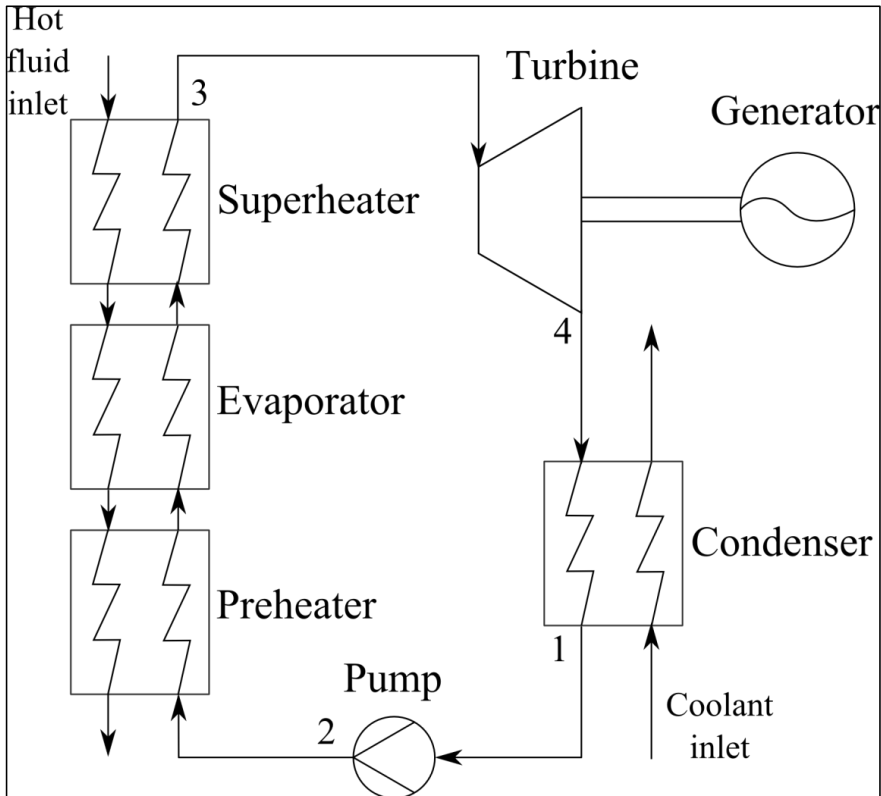 Hot
fluid
inlet
3
Turbine
Generator
Superheater
4
Evaporator
Condenser
Preheater
1
Pump
2
Coolant
inlet